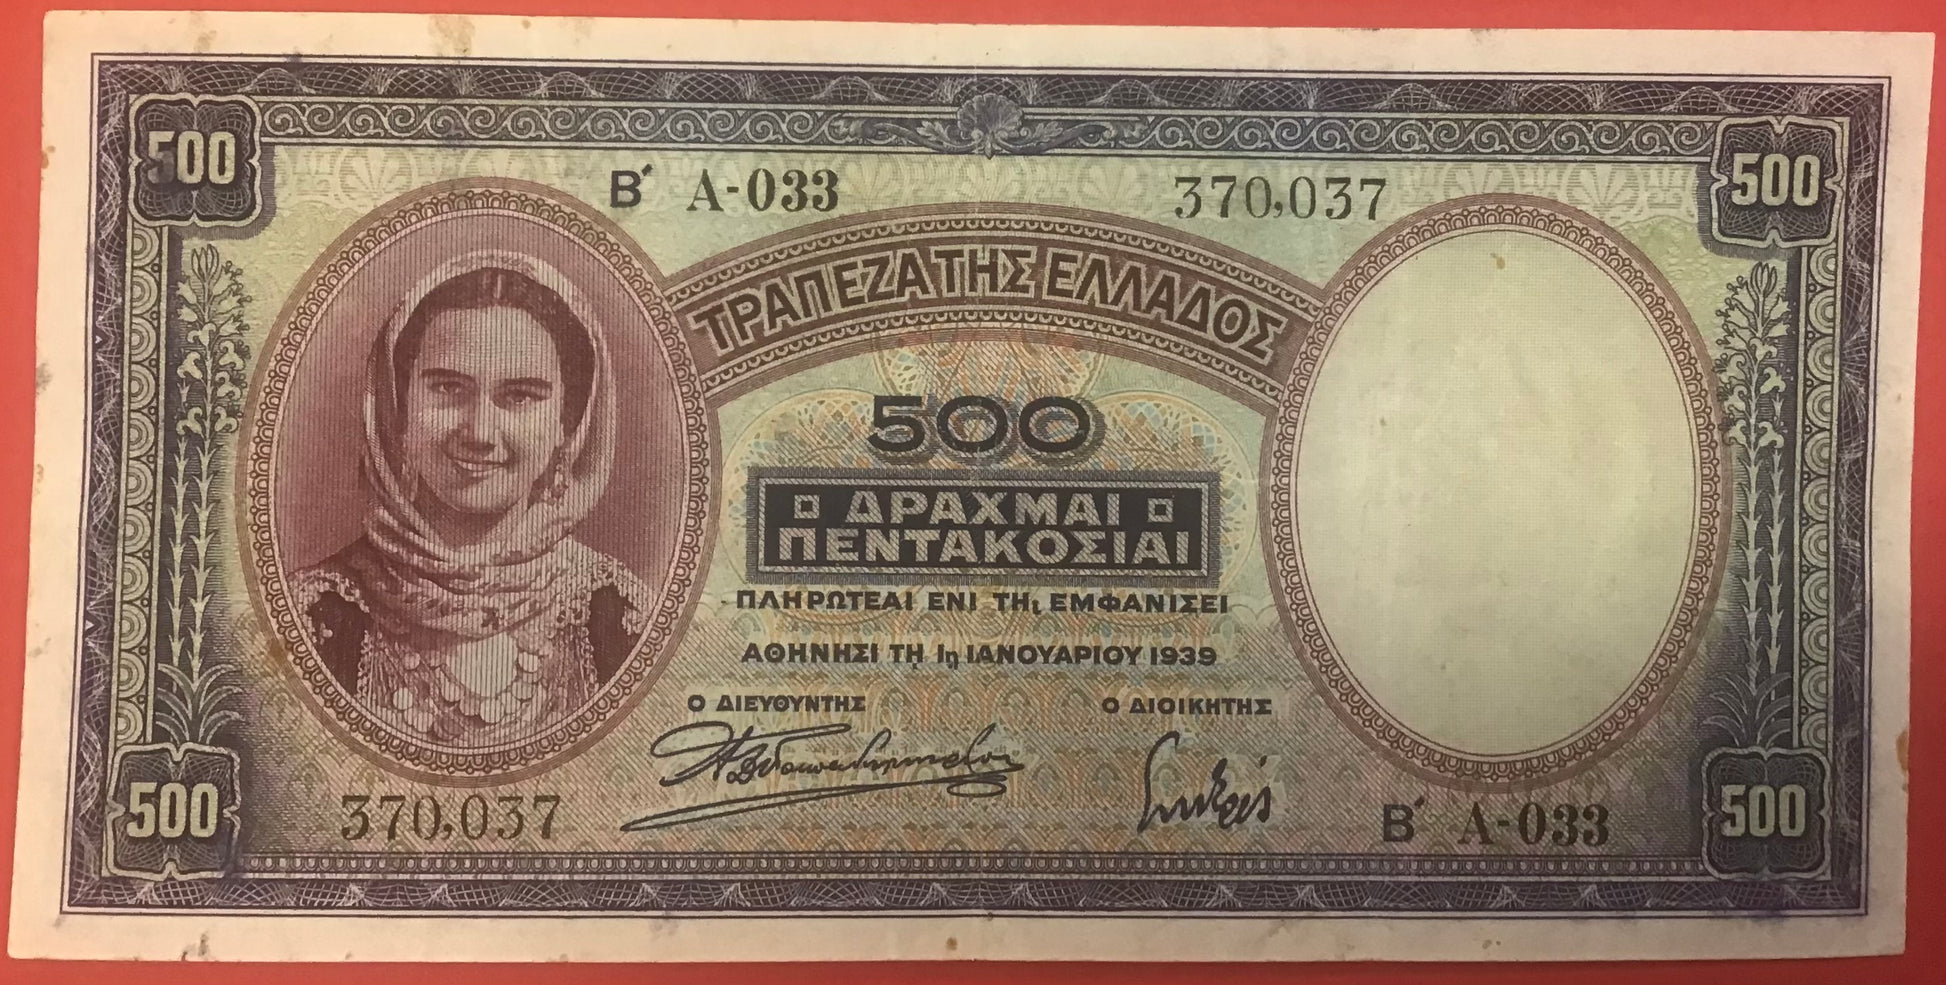 500 500
Β΄ Α-033 370,037
ΤΡΑΠΕΖΑ ΤΗΣ ΕΛΛΑΔΟΣ
500
ΔΡΑΧΜΑΙ
ΠΕΝΤΑΚΟΣΙΑΙ
ΠΛΗΡΩΤΕΑΙ ΕΝΙ ΤΗι ΕΜΦΑΝΙΣΕΙ
ΑΘΗΝΗΣΙ ΤΗ 1η ΙΑΝΟΥΑΡΙΟΥ 1939
Ο ΔΙΕΥΘΥΝΤΗΣ Ο ΔΙΟΙΚΗΤΗΣ
370,037 Β΄ Α-033
500 500